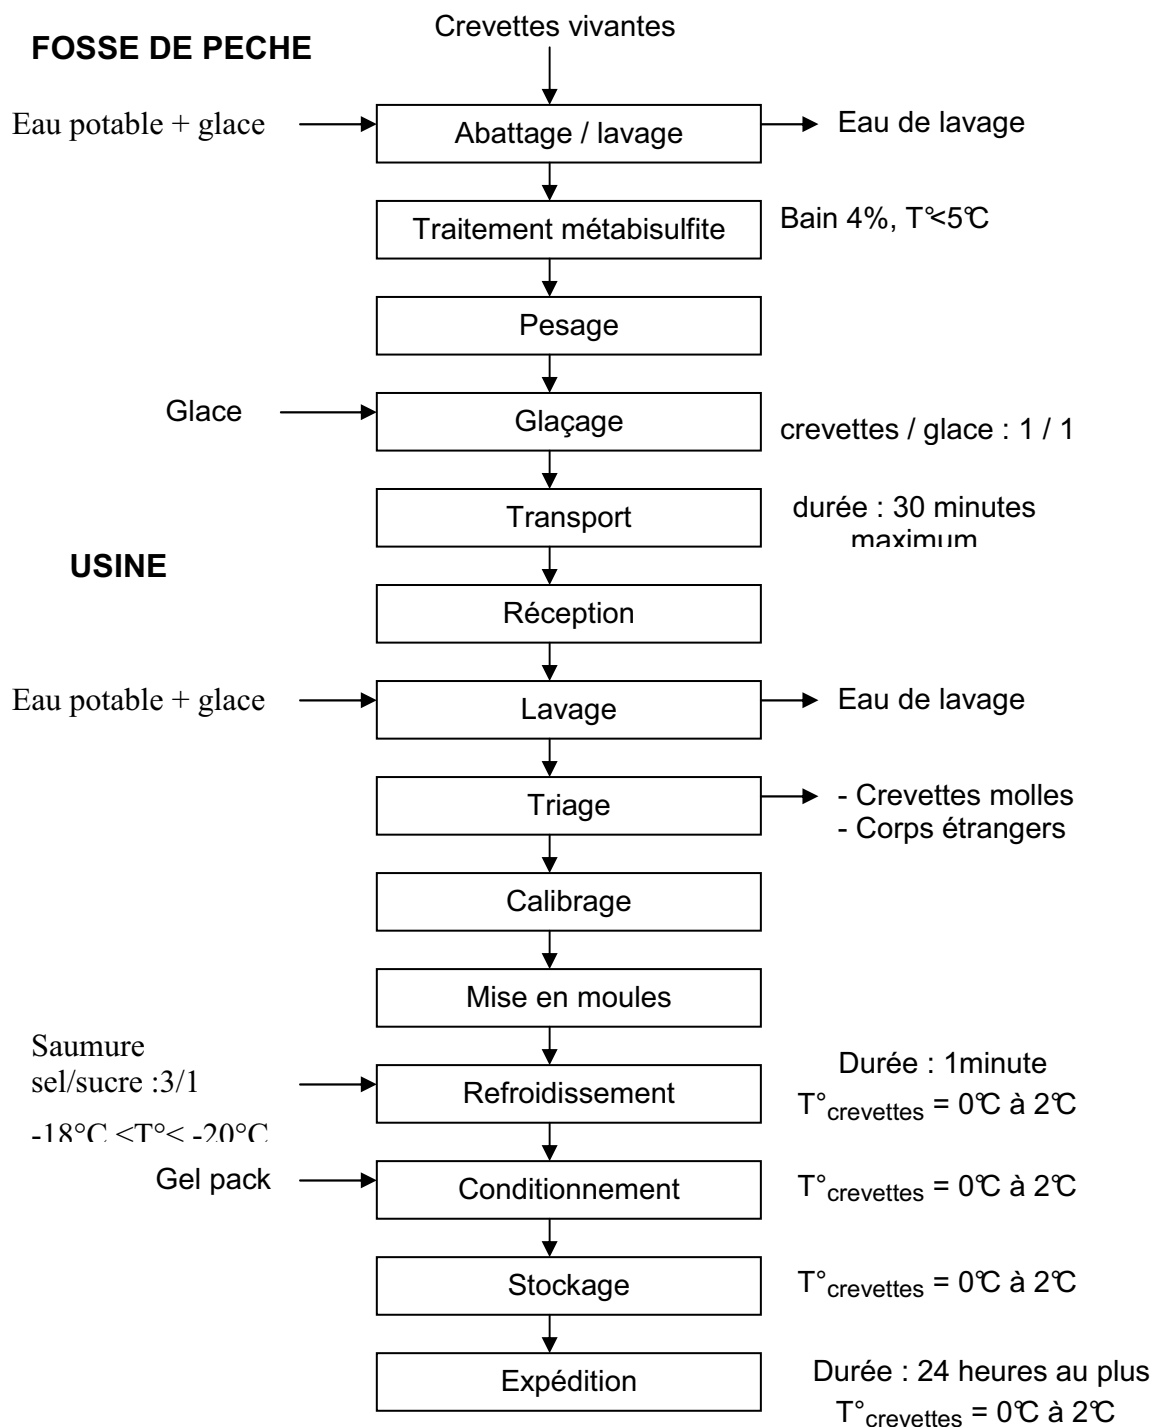 Crevettes vivantes
FOSSE DE PECHE
Eau potable + glace
Abattage / lavage
Eau de lavage
Traitement métabisulfite
Bain 4%, T°<5°C
Pesage
Glace
Glaçage
crevettes / glace : 1 / 1
Transport
durée : 30 minutes
maximum
USINE
Réception
Eau potable + glace
Lavage
Eau de lavage
Triage
- Crevettes molles
- Corps étrangers
Calibrage
Mise en moules
Saumure
sel/sucre :3/1
-18°C <T°< -20°C
Refroidissement
Durée : 1minute
T°crevettes = 0°C à 2°C
Gel pack
Conditionnement
T°crevettes = 0°C à 2°C
Stockage
T°crevettes = 0°C à 2°C
Expédition
Durée : 24 heures au plus
T°crevettes = 0°C à 2°C